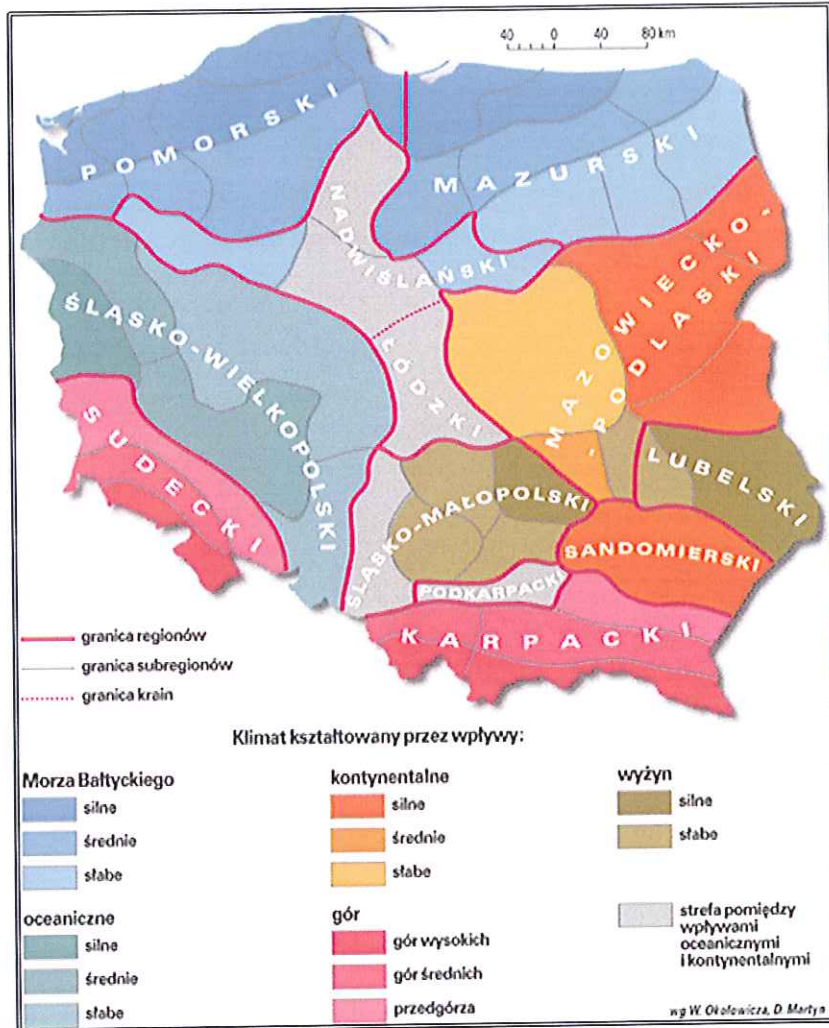 40 0 40 80 km
POMORSKI
MAZURSKI
NADWIŚLAŃSKI
MAZOWIECKO-
-PODLASKI
ŚLĄSKO-WIELKOPOLSKI
ŁÓDZKI
SUDECKI
LUBELSKI
ŚLĄSKO-MAŁOPOLSKI
SANDOMIERSKI
PODKARPACKI
KARPACKI
granica regionów
granica subregionów
granica krain
Klimat kształtowany przez wpływy:
Morza Bałtyckiego
silne
średnie
słabe
kontynentalne
silne
średnie
słabe
wyżyn
silne
słabe
oceaniczne
silne
średnie
słabe
gór
gór wysokich
gór średnich
przedgórza
strefa pomiędzy
wpływami
oceanicznymi
i kontynentalnymi
wg W. Okołowicza, D. Martyn